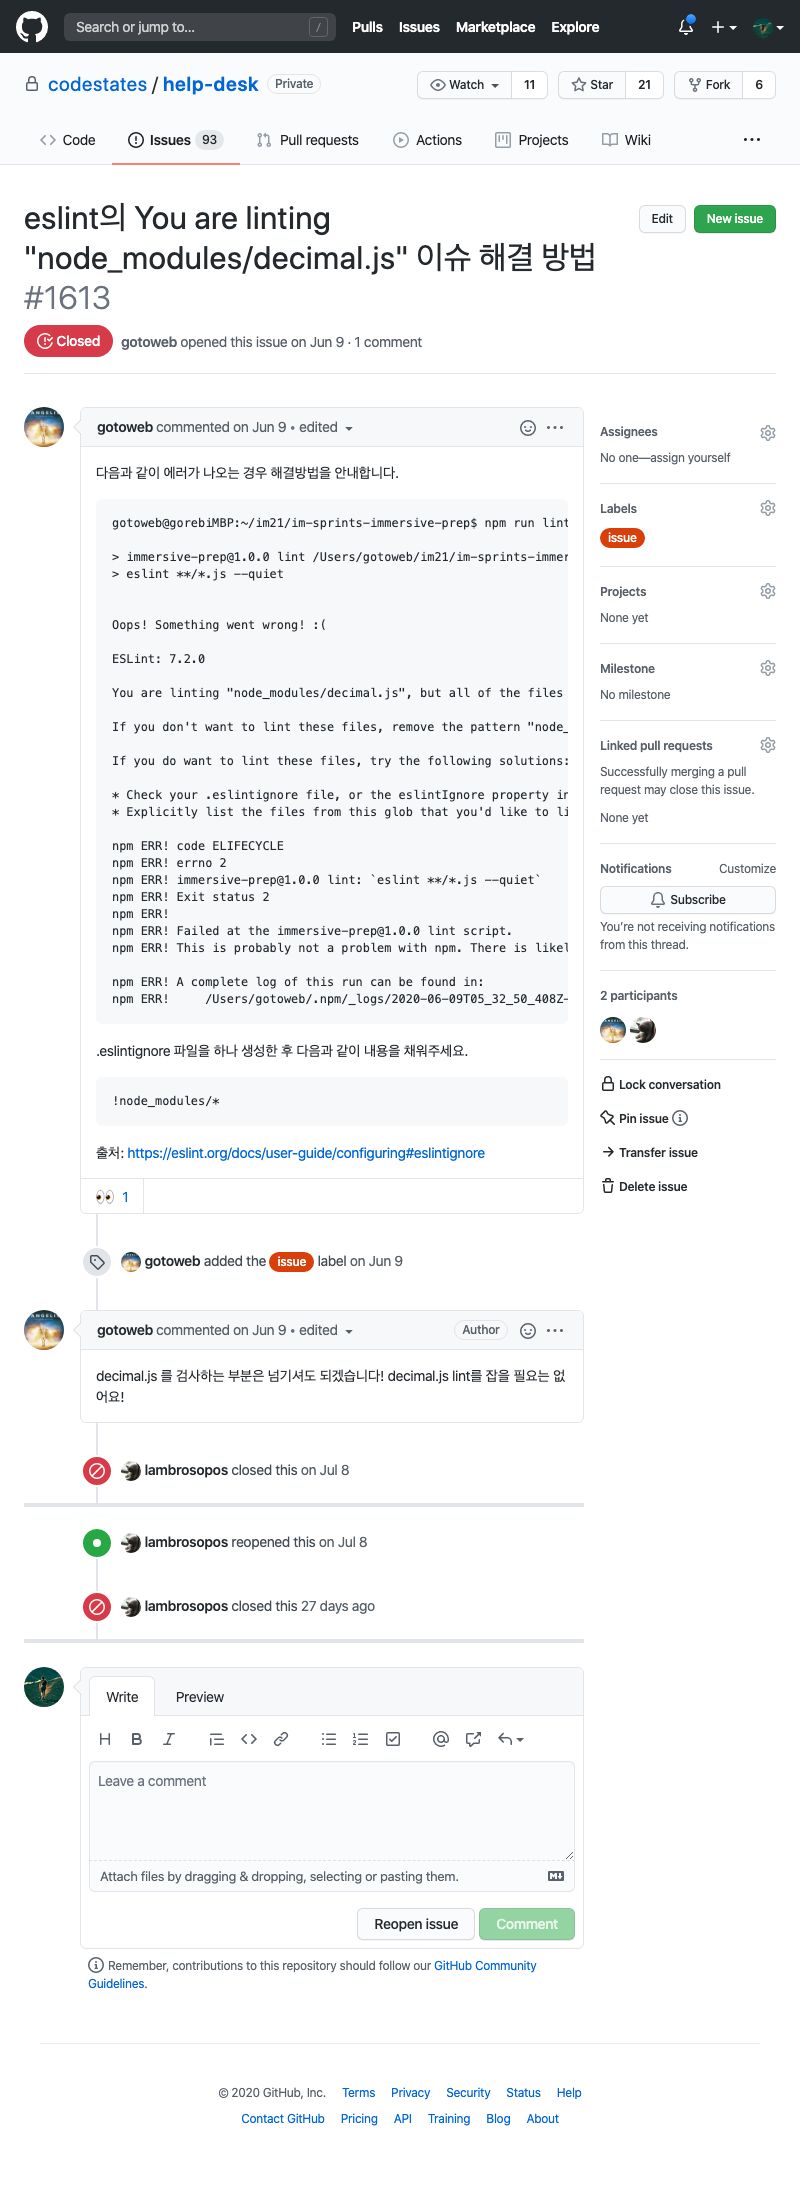 Search or jump to... /
Pulls Issues Marketplace Explore
codestates / help-desk Private
Watch 11 Star 21 Fork 6
Code Issues 93 Pull requests Actions Projects Wiki ...
eslint의 You are linting
"node_modules/decimal.js" 이슈 해결 방법
#1613
Edit New issue
Closed gotoweb opened this issue on Jun 9 · 1 comment
gotoweb commented on Jun 9 • edited
다음과 같이 에러가 나오는 경우 해결방법을 안내합니다.
gotoweb@gorebiMBP:~/im21/im-sprints-immersive-prep$ npm run lint
> immersive-prep@1.0.0 lint /Users/gotoweb/im21/im-sprints-immer
> eslint **/*.js --quiet
Oops! Something went wrong! :(
ESLint: 7.2.0
You are linting "node_modules/decimal.js", but all of the files
If you don't want to lint these files, remove the pattern "node_
If you do want to lint these files, try the following solutions:
* Check your .eslintignore file, or the eslintIgnore property in
* Explicitly list the files from this glob that you'd like to li
npm ERR! code ELIFECYCLE
npm ERR! errno 2
npm ERR! immersive-prep@1.0.0 lint: `eslint **/*.js --quiet`
npm ERR! Exit status 2
npm ERR!
npm ERR! Failed at the immersive-prep@1.0.0 lint script.
npm ERR! This is probably not a problem with npm. There is likel
npm ERR! A complete log of this run can be found in:
npm ERR!     /Users/gotoweb/.npm/_logs/2020-06-09T05_32_50_408Z-
.eslintignore 파일을 하나 생성한 후 다음과 같이 내용을 채워주세요.
!node_modules/*
출처: https://eslint.org/docs/user-guide/configuring#eslintignore
👀 1
gotoweb added the issue label on Jun 9
gotoweb commented on Jun 9 • edited Author
decimal.js 를 검사하는 부분은 넘기셔도 되겠습니다! decimal.js lint를 잡을 필요는 없
어요!
lambrosopos closed this on Jul 8
lambrosopos reopened this on Jul 8
lambrosopos closed this 27 days ago
Write Preview
H B I
Leave a comment
Attach files by dragging & dropping, selecting or pasting them.
Reopen issue Comment
Remember, contributions to this repository should follow our GitHub Community
Guidelines.
Assignees
No one—assign yourself
Labels
issue
Projects
None yet
Milestone
No milestone
Linked pull requests
Successfully merging a pull
request may close this issue.
None yet
Notifications Customize
Subscribe
You're not receiving notifications
from this thread.
2 participants
Lock conversation
Pin issue
Transfer issue
Delete issue
© 2020 GitHub, Inc. Terms Privacy Security Status Help
Contact GitHub Pricing API Training Blog About